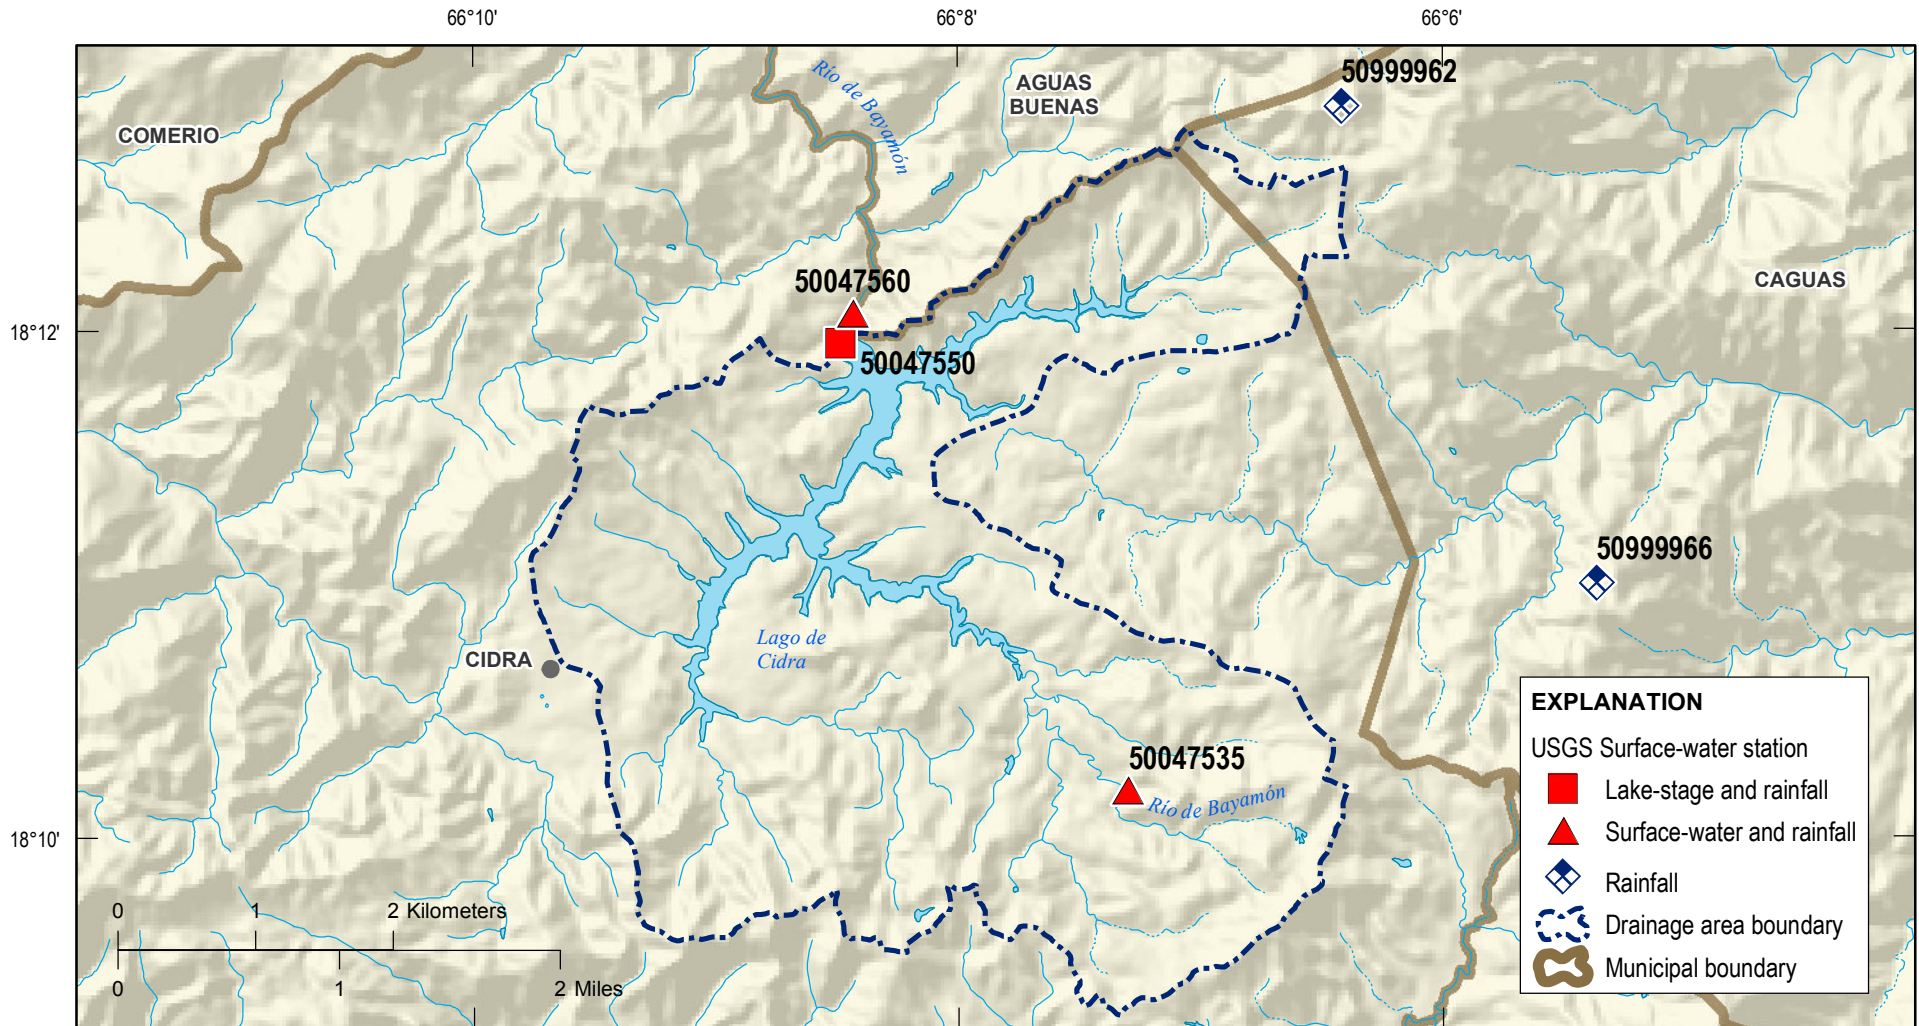 66°10'
66°8'
66°6'
50999962
Río de Bayamón
AGUAS
BUENAS
COMERIO
50047560
CAGUAS
18°12'
50047550
50999966
Lago de
Cidra
CIDRA
50047535
Río de Bayamón
18°10'
0 1 2 Kilometers
0 1 2 Miles
EXPLANATION
USGS Surface-water station
Lake-stage and rainfall
Surface-water and rainfall
Rainfall
Drainage area boundary
Municipal boundary